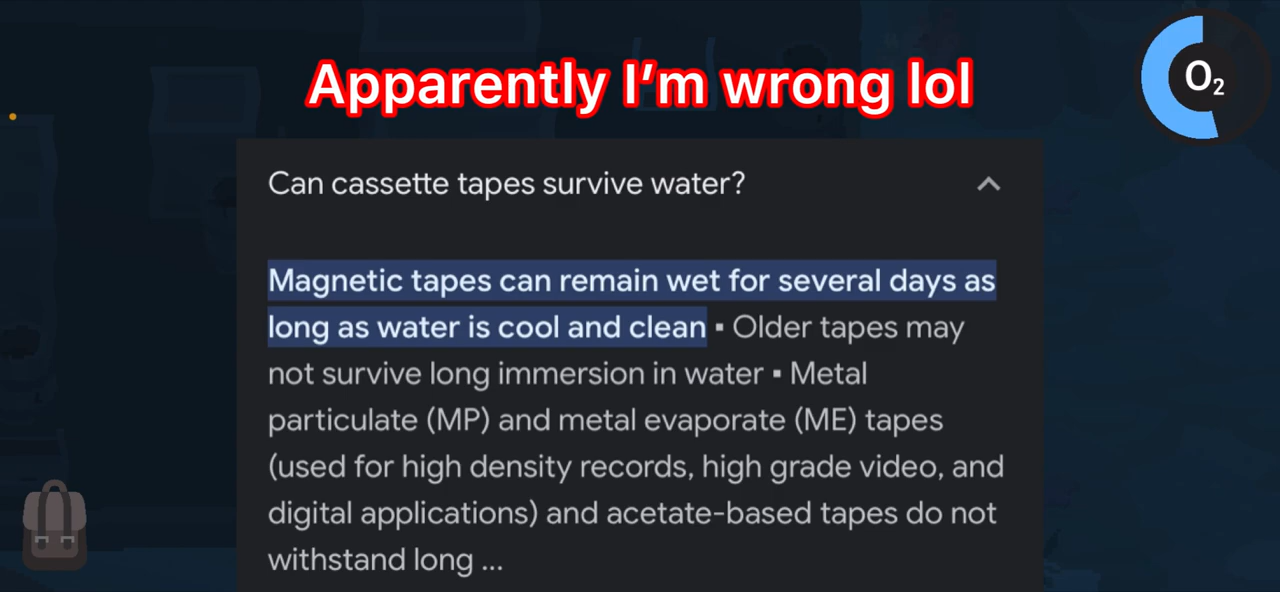 Apparently I'm wrong lol
O₂
Can cassette tapes survive water?
Magnetic tapes can remain wet for several days as
long as water is cool and clean ▪ Older tapes may
not survive long immersion in water ▪ Metal
particulate (MP) and metal evaporate (ME) tapes
(used for high density records, high grade video, and
digital applications) and acetate-based tapes do not
withstand long ...